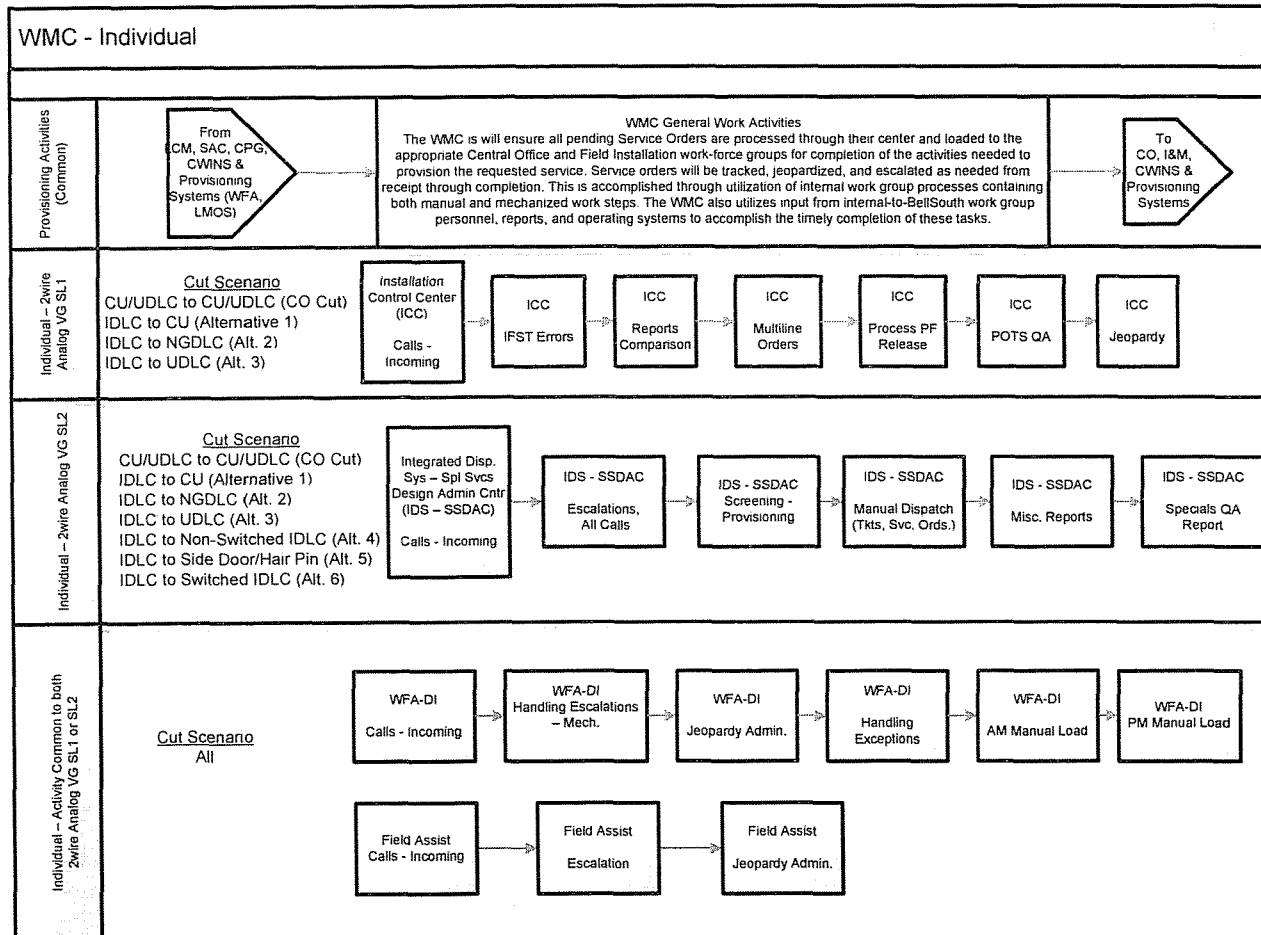 WMC - Individual
Provisioning Activities
(Common)
From
LCM, SAC, CPG,
CWINS &
Provisioning
Systems (WFA,
LMOS)
WMC General Work Activities
The WMC is will ensure all pending Service Orders are processed through their center and loaded to the
appropriate Central Office and Field Installation work-force groups for completion of the activities needed to
provision the requested service. Service orders will be tracked, jeopardized, and escalated as needed from
receipt through completion. This is accomplished through utilization of internal work group processes containing
both manual and mechanized work steps. The WMC also utilizes input from internal-to-BellSouth work group
personnel, reports, and operating systems to accomplish the timely completion of these tasks.
To
CO, I&M,
CWINS &
Provisioning
Systems
Individual – 2wire
Analog VG SL1
Cut Scenario
CU/UDLC to CU/UDLC (CO Cut)
IDLC to CU (Alternative 1)
IDLC to NGDLC (Alt. 2)
IDLC to UDLC (Alt. 3)
Installation
Control Center
(ICC)
Calls -
Incoming
ICC
IFST Errors
ICC
Reports
Comparison
ICC
Multiline
Orders
ICC
Process PF
Release
ICC
POTS QA
ICC
Jeopardy
Individual – 2wire Analog VG SL2
Cut Scenario
CU/UDLC to CU/UDLC (CO Cut)
IDLC to CU (Alternative 1)
IDLC to NGDLC (Alt. 2)
IDLC to UDLC (Alt. 3)
IDLC to Non-Switched IDLC (Alt. 4)
IDLC to Side Door/Hair Pin (Alt. 5)
IDLC to Switched IDLC (Alt. 6)
Integrated Disp.
Sys – Spl Svcs
Design Admin Cntr
(IDS – SSDAC)
Calls - Incoming
IDS - SSDAC
Escalations,
All Calls
IDS - SSDAC
Screening -
Provisioning
IDS - SSDAC
Manual Dispatch
(Tkts, Svc. Ords.)
IDS - SSDAC
Misc. Reports
IDS - SSDAC
Specials QA
Report
Individual – Activity Common to both
2wire Analog VG SL1 or SL2
Cut Scenario
All
WFA-DI
Calls - Incoming
WFA-DI
Handling Escalations
– Mech.
WFA-DI
Jeopardy Admin.
WFA-DI
Handling
Exceptions
WFA-DI
AM Manual Load
WFA-DI
PM Manual Load
Field Assist
Calls - Incoming
Field Assist
Escalation
Field Assist
Jeopardy Admin.